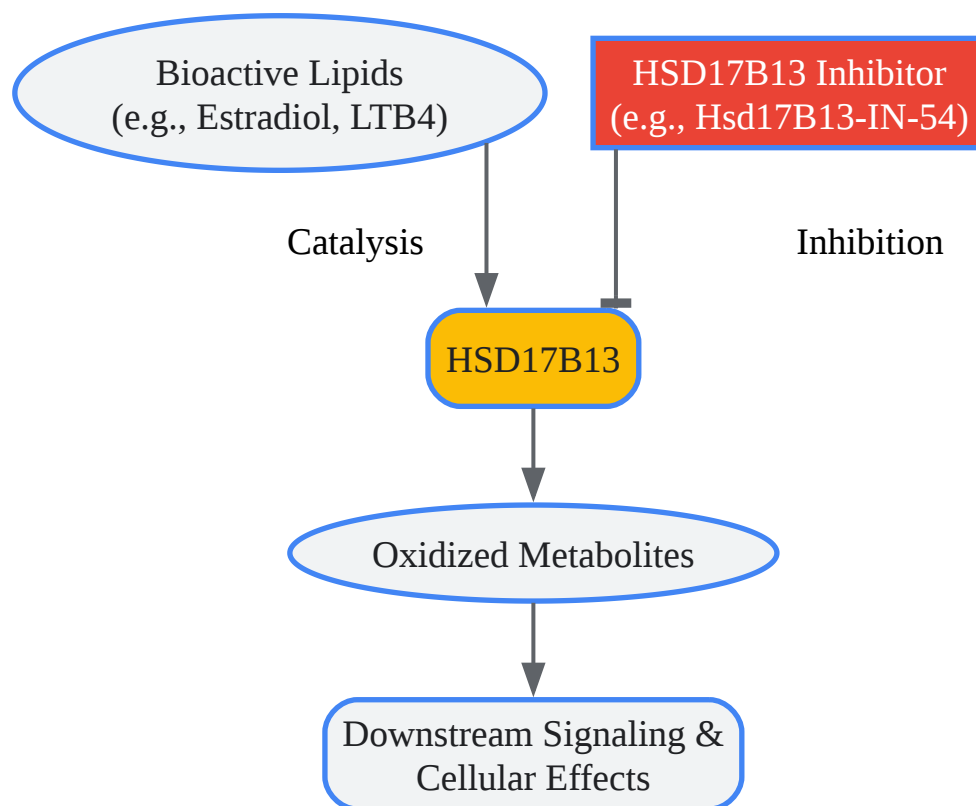 Bioactive Lipids
(e.g., Estradiol, LTB4)
HSD17B13 Inhibitor
(e.g., Hsd17B13-IN-54)
Catalysis
Inhibition
HSD17B13
Oxidized Metabolites
Downstream Signaling &
Cellular Effects